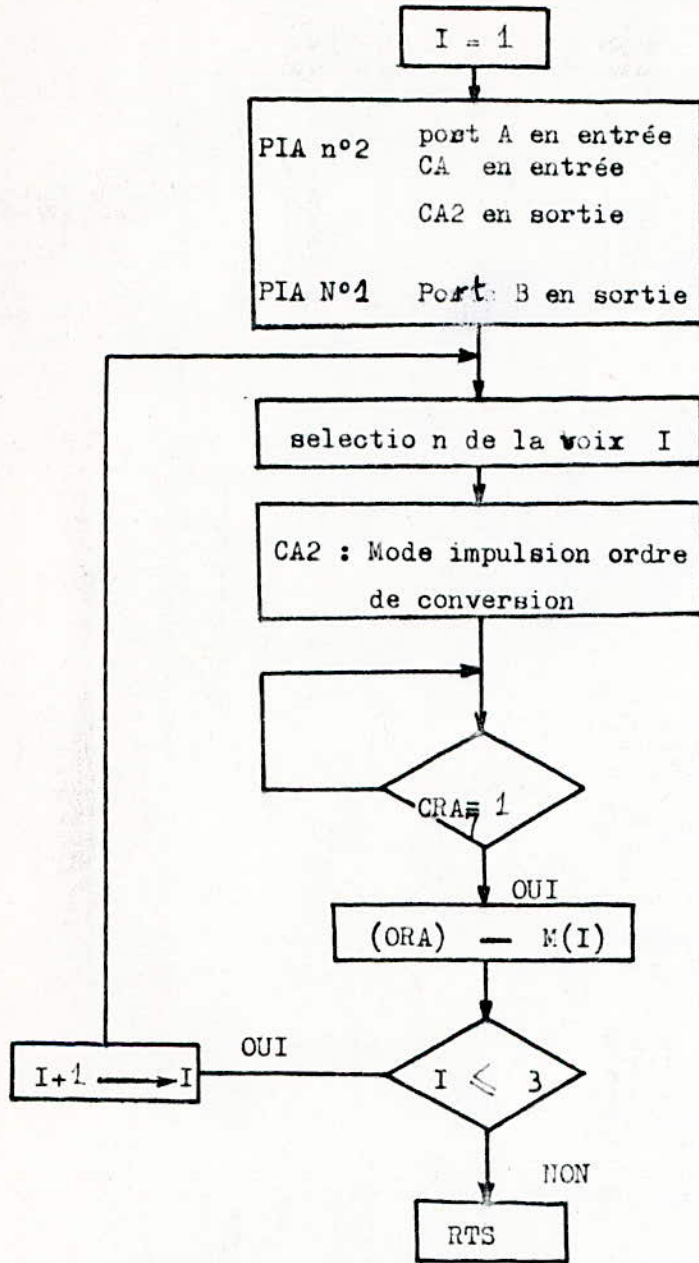 I = 1
PIA n°2 port A en entrée
CA en entrée
CA2 en sortie
PIA N°1 Port B en sortie
selectio n de la voix I
CA2 : Mode impulsion ordre
de conversion
CRA7= 1
OUI
(ORA) — M(I)
OUI
I+1 ⟶ I
I ⩽ 3
NON
RTS